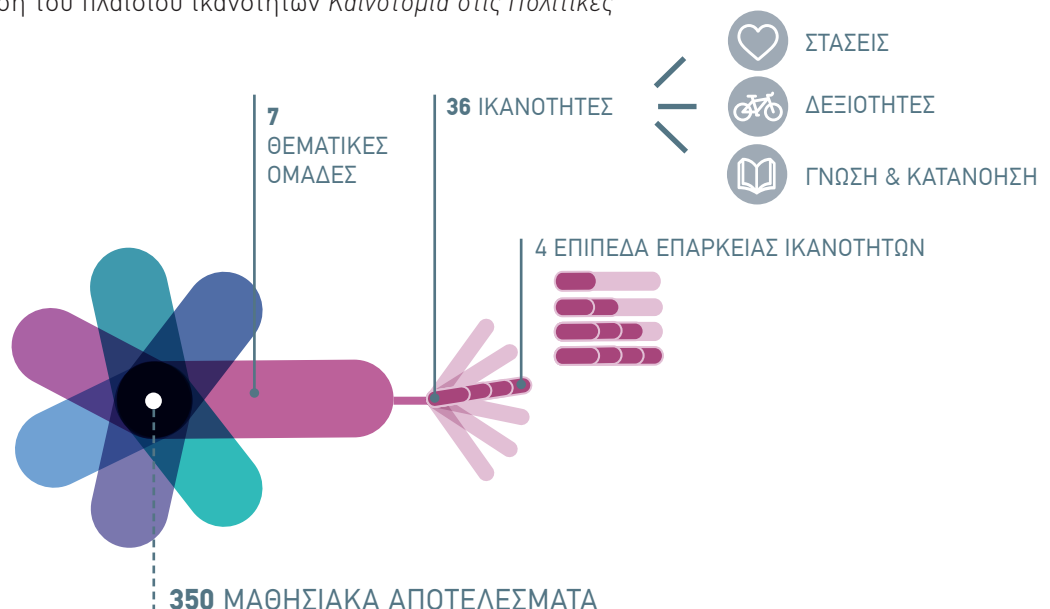 του πλαισίου ικανοτήτων Καινοτομία στις Πολιτικές
ΣΤΑΣΕΙΣ
7
ΘΕΜΑΤΙΚΕΣ
ΟΜΑΔΕΣ
36 ΙΚΑΝΟΤΗΤΕΣ
ΔΕΞΙΟΤΗΤΕΣ
ΓΝΩΣΗ & ΚΑΤΑΝΟΗΣΗ
4 ΕΠΙΠΕΔΑ ΕΠΑΡΚΕΙΑΣ ΙΚΑΝΟΤΗΤΩΝ
350 ΜΑΘΗΣΙΑΚΑ ΑΠΟΤΕΛΕΣΜΑΤΑ